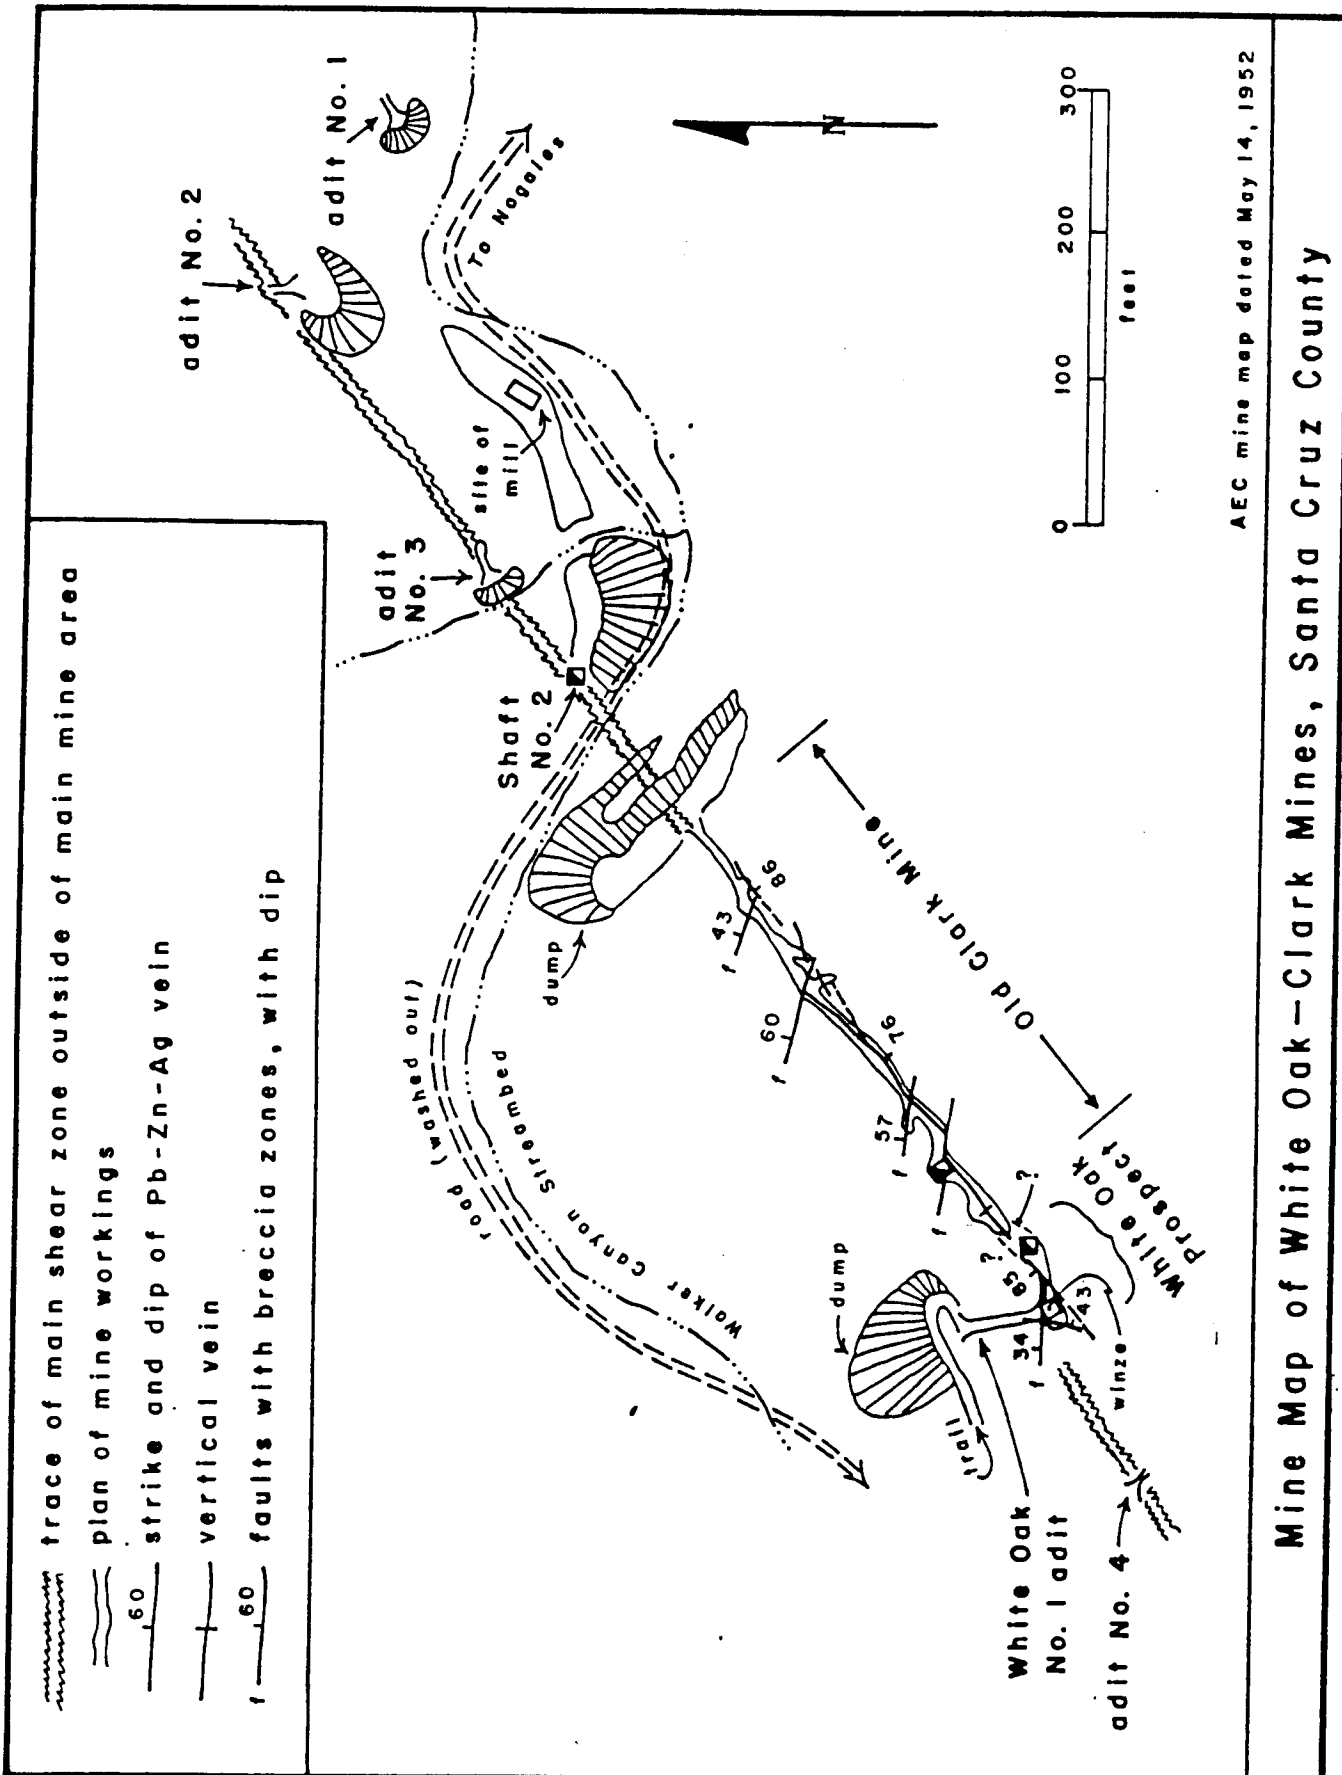 trace of main shear zone outside of main mine area
plan of mine workings
60 strike and dip of Pb-Zn-Ag vein
vertical vein
f 60 faults with breccia zones, with dip
adit No. 1
adit No. 2
To Nogales
site of
mill
adit
No. 3
Shaft
No. 2
dump
road (washed out)
Walker Canyon Streambed
86
43
f
60
f
76
57
f
f
Old Clark Mine
?
?
White Oak
Prospect
85
43
34
f
winze
dump
trail
White Oak
No. 1 adit
adit No. 4
N
0 100 200 300
feet
AEC mine map dated May 14, 1952
Mine Map of White Oak-Clark Mines, Santa Cruz County